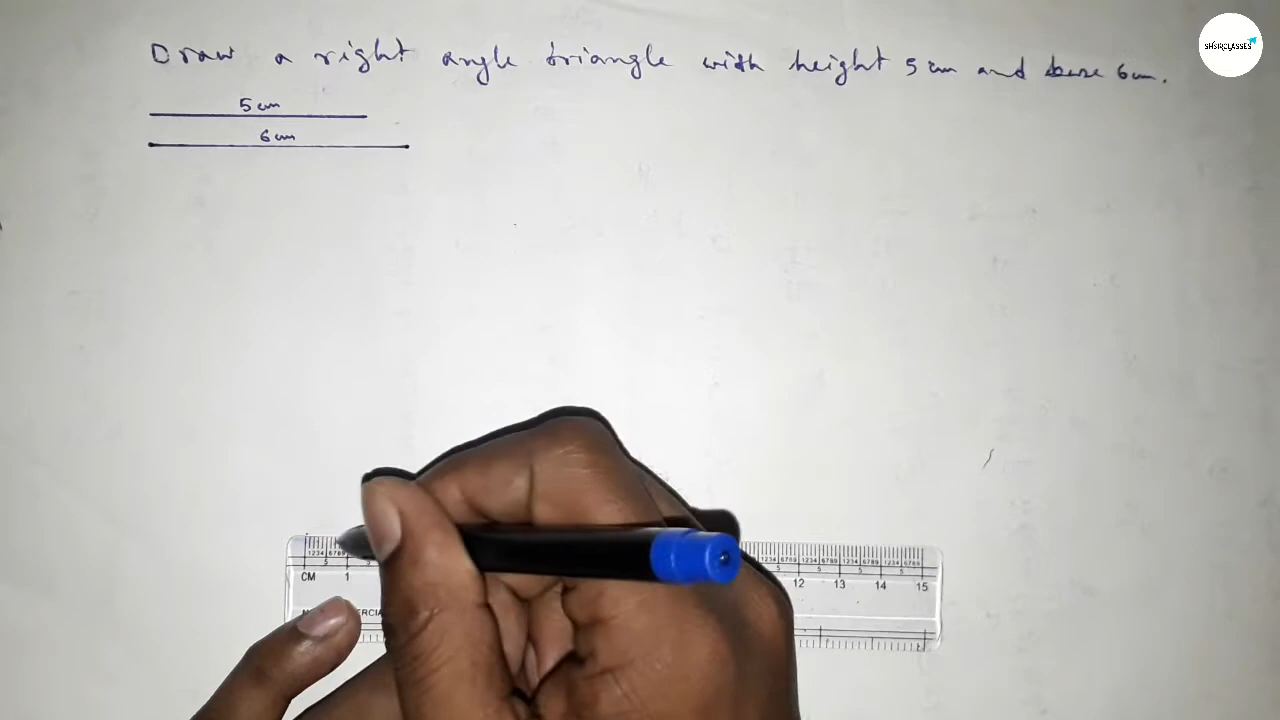 Draw a right angle triangle with height 5 cm and base 6 cm.
SHSIRCLASSES
5 cm
6 cm
CM 1 12 13 14 15